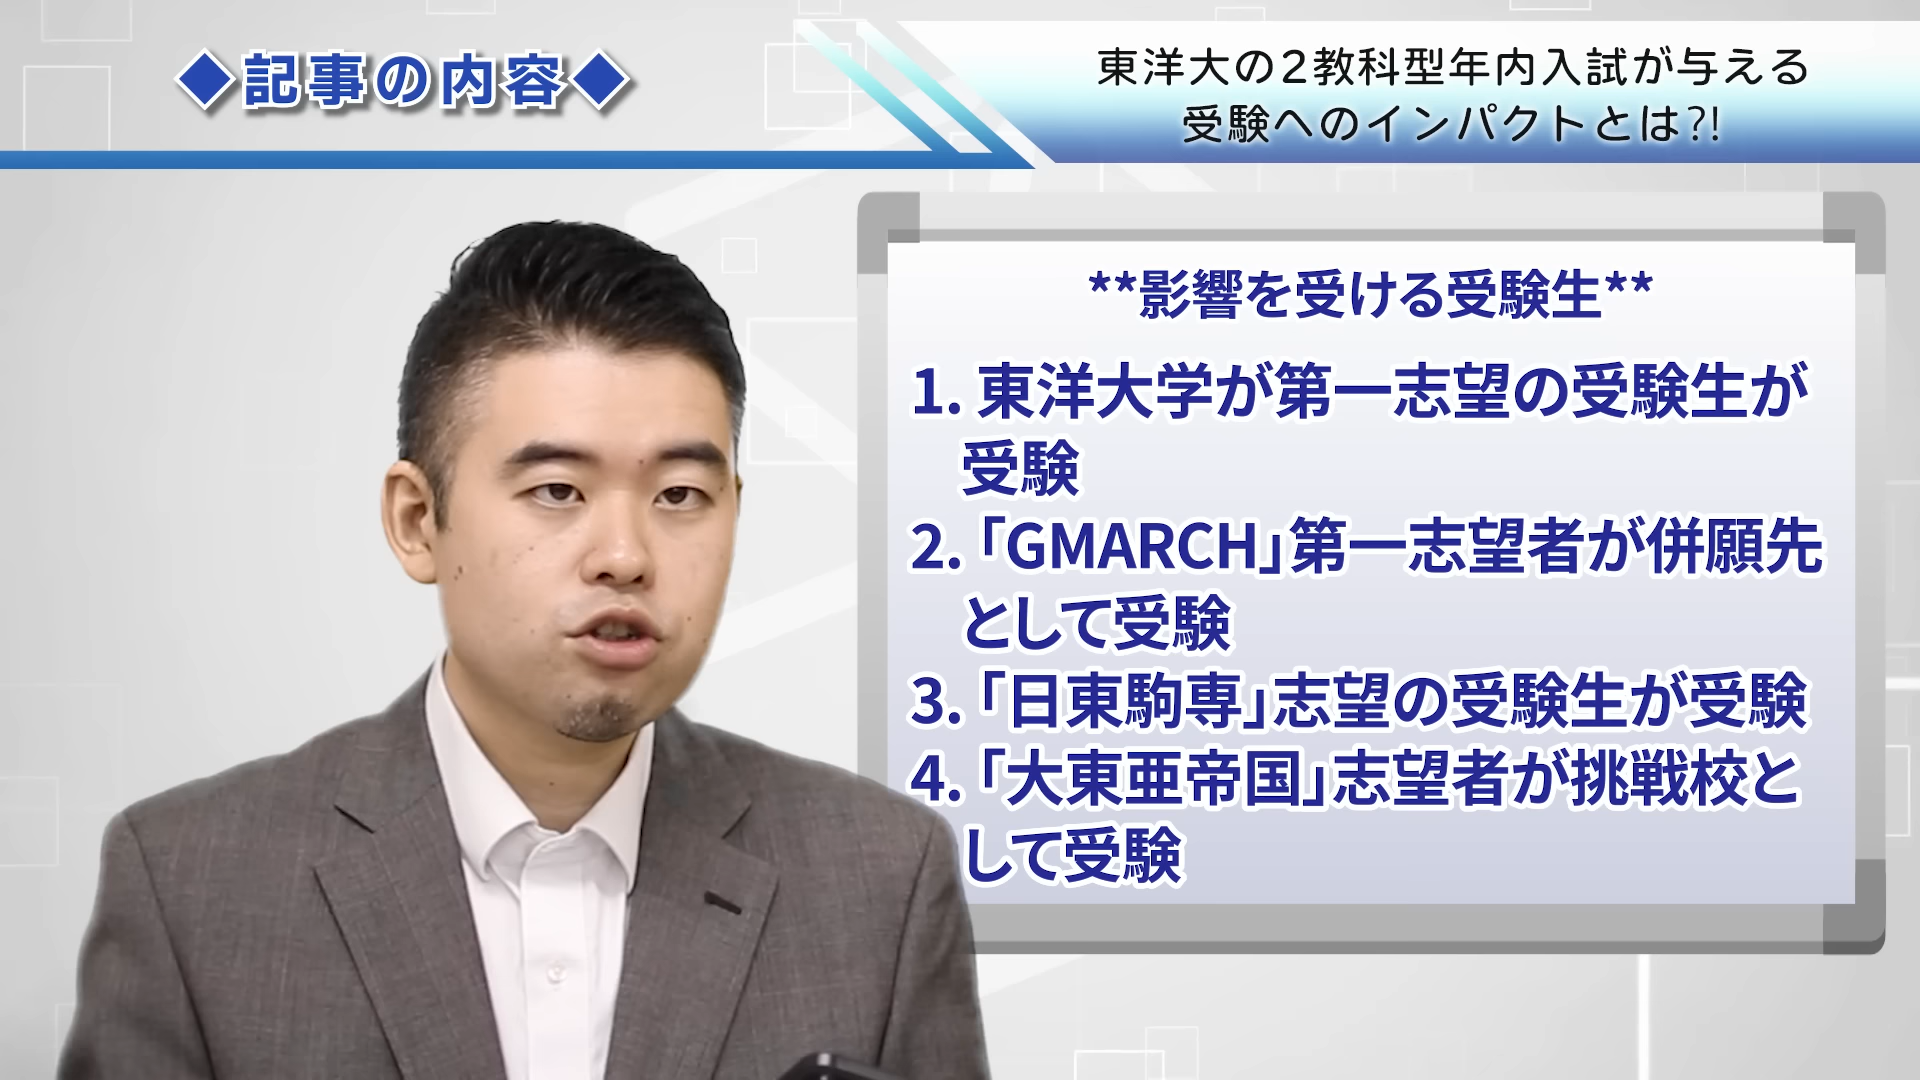 ◆記事の内容◆
東洋大の2教科型年内入試が与える
受験へのインパクトとは?!
**影響を受ける受験生**
1. 東洋大学が第一志望の受験生が
受験
2.「GMARCH」第一志望者が併願先
として受験
3.「日東駒専」志望の受験生が受験
4.「大東亜帝国」志望者が挑戦校と
して受験